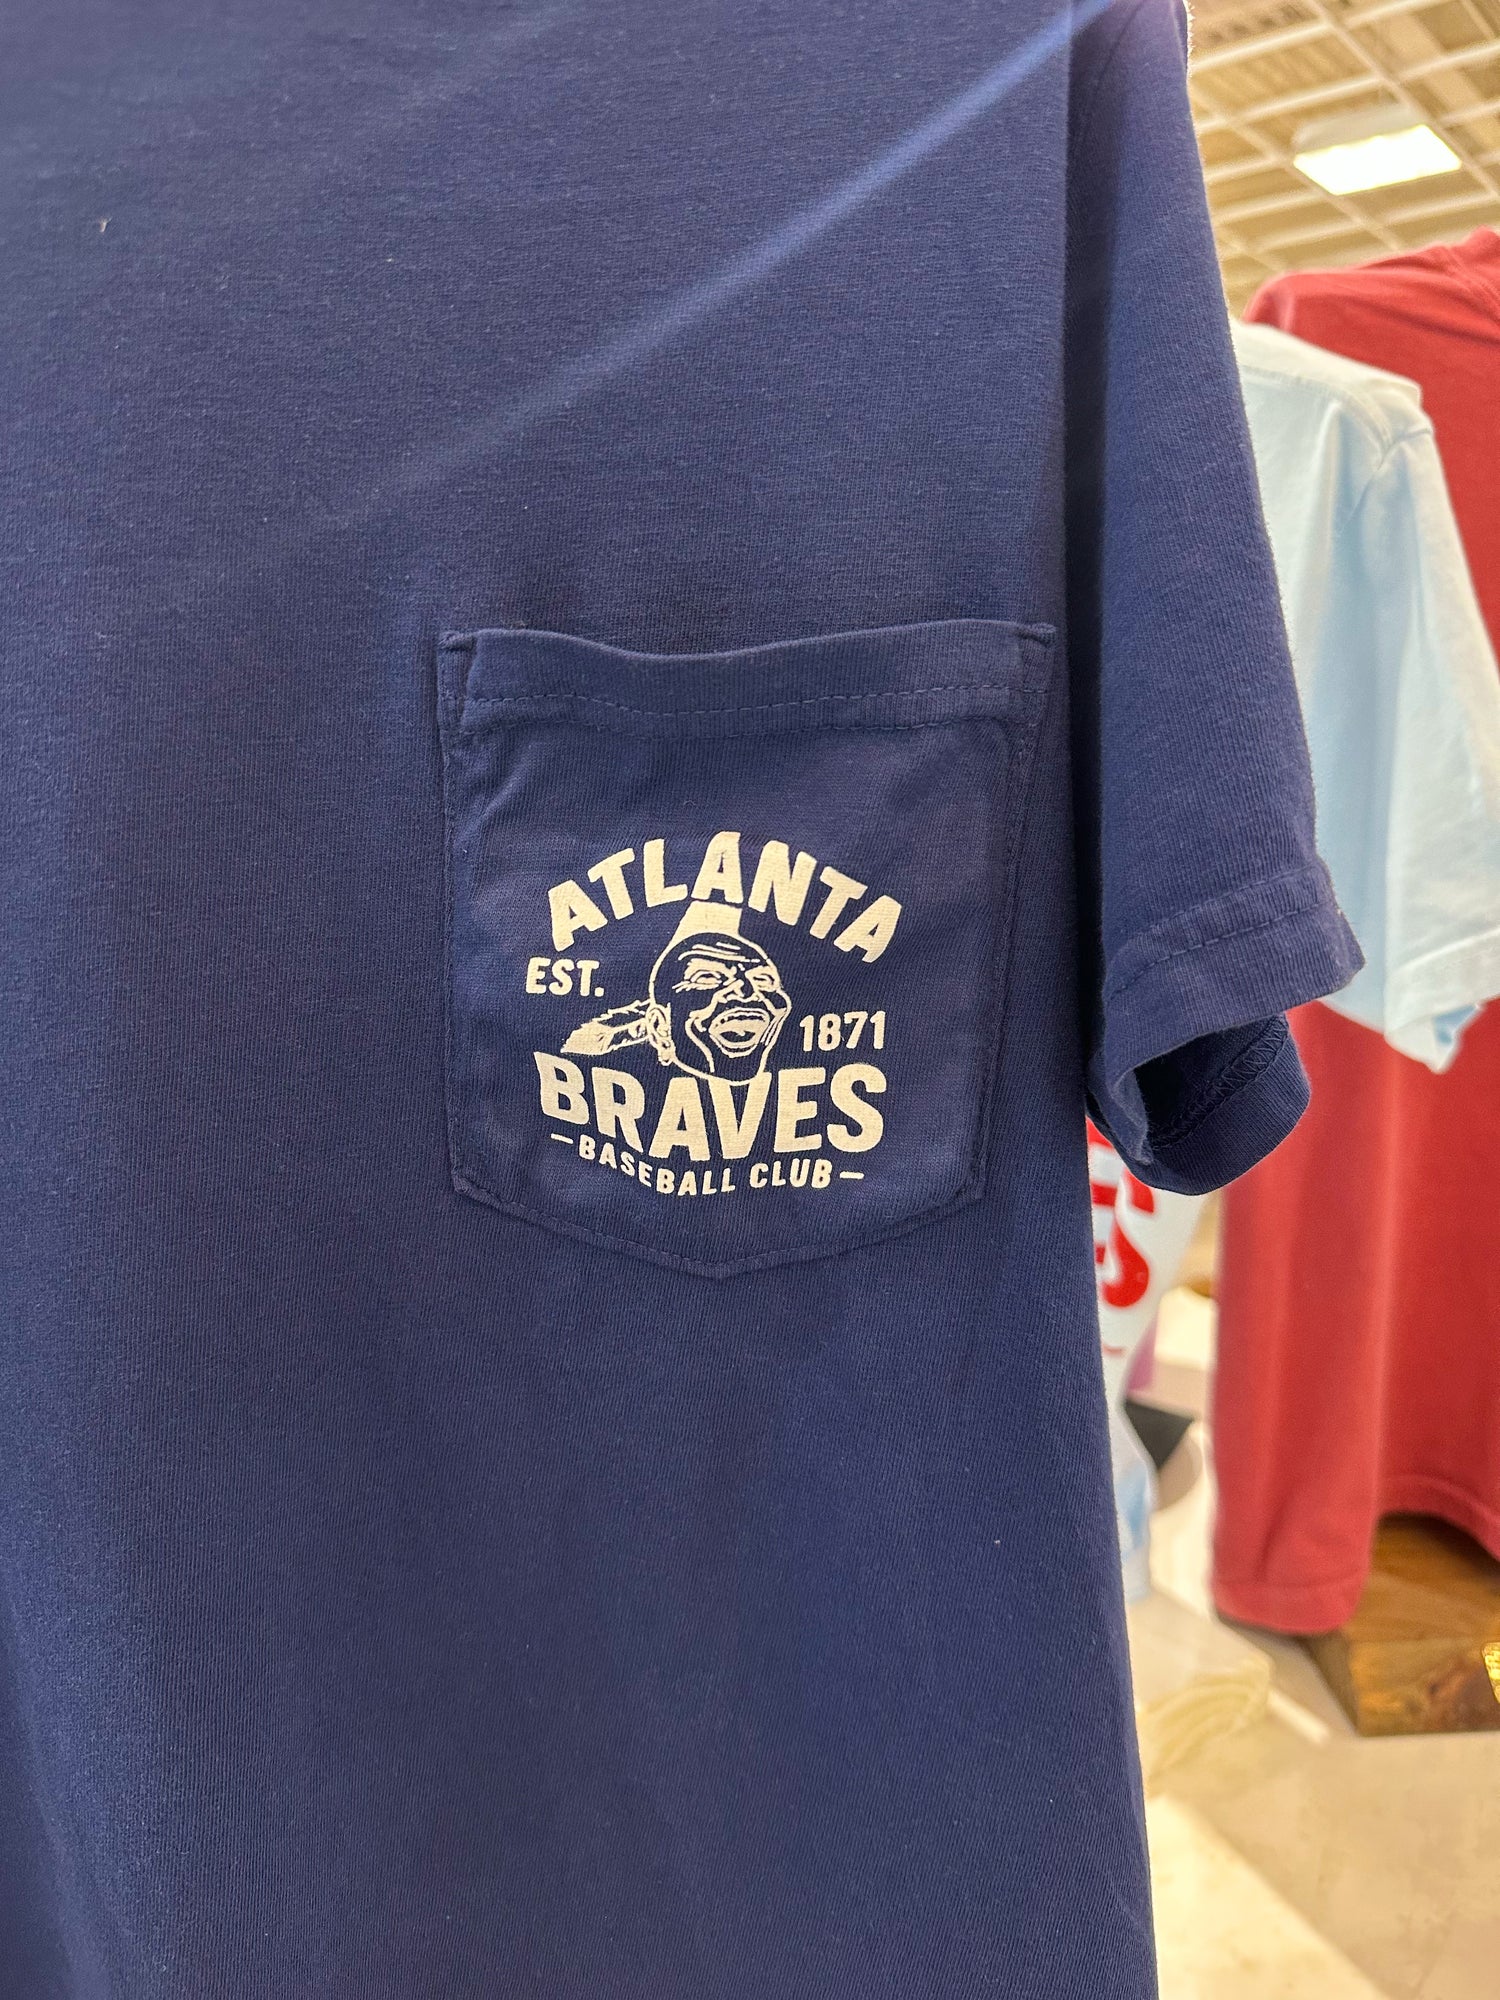 ATLANTA
EST. 1871
BRAVES
-BASEBALL CLUB-